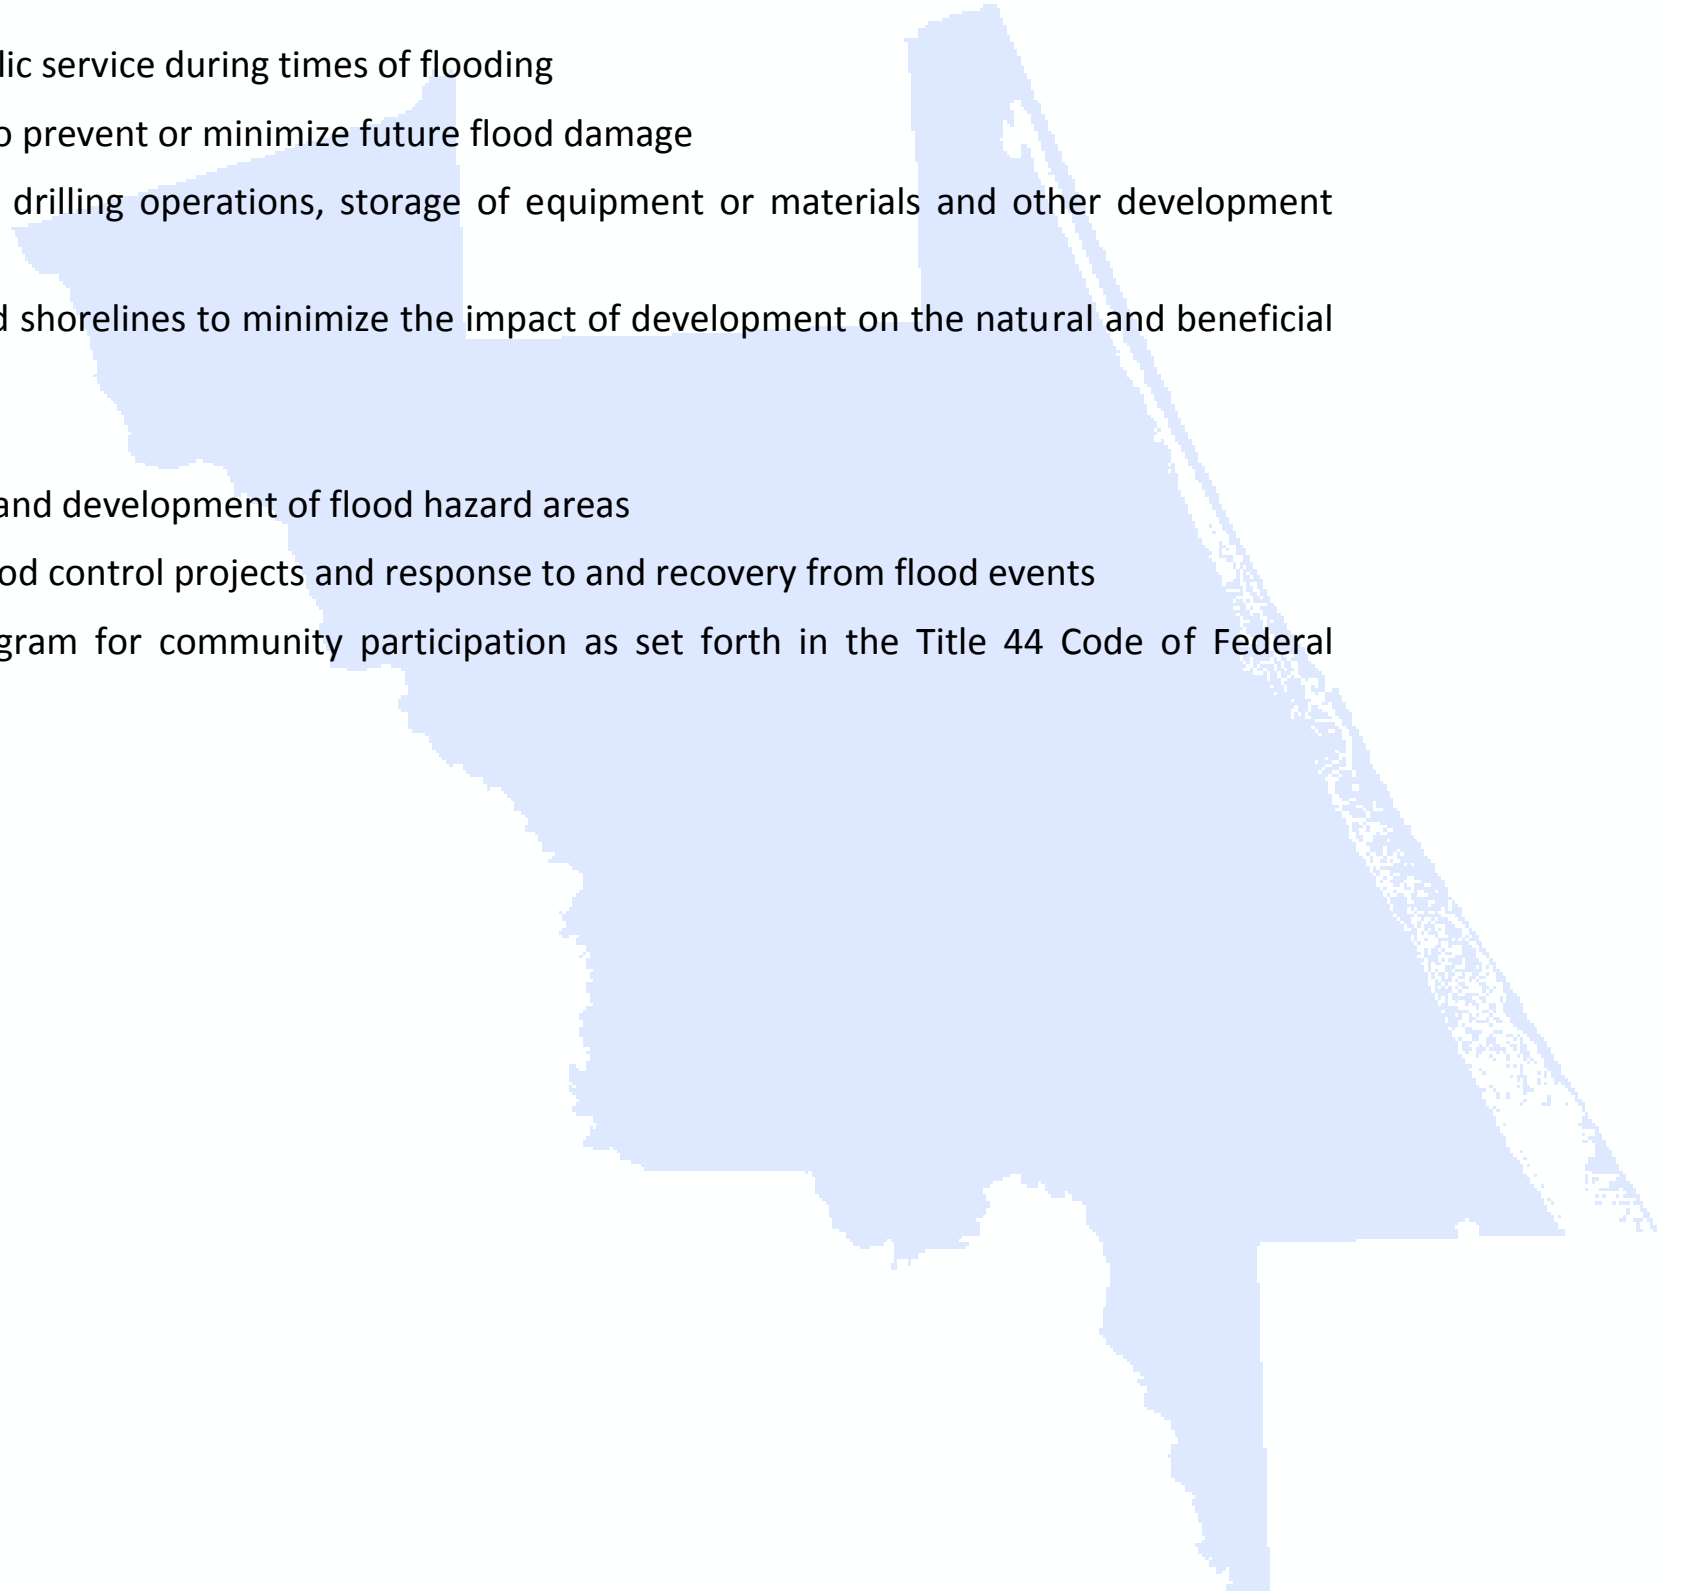 lic service during times of flooding
o prevent or minimize future flood damage
drilling operations, storage of equipment or materials and other development
d shorelines to minimize the impact of development on the natural and beneficial
and development of flood hazard areas
od control projects and response to and recovery from flood events
gram for community participation as set forth in the Title 44 Code of Federal